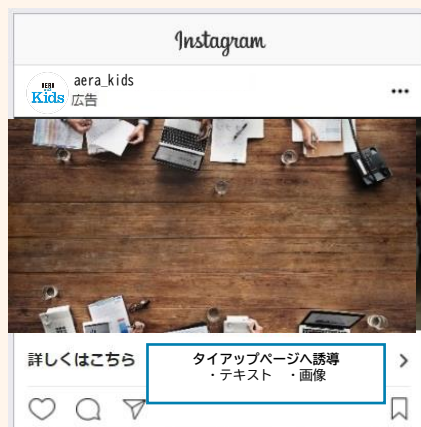 Instagram
AERA
Kids
aera_kids
広告
詳しくはこちら
タイアップページへ誘導
・テキスト ・画像